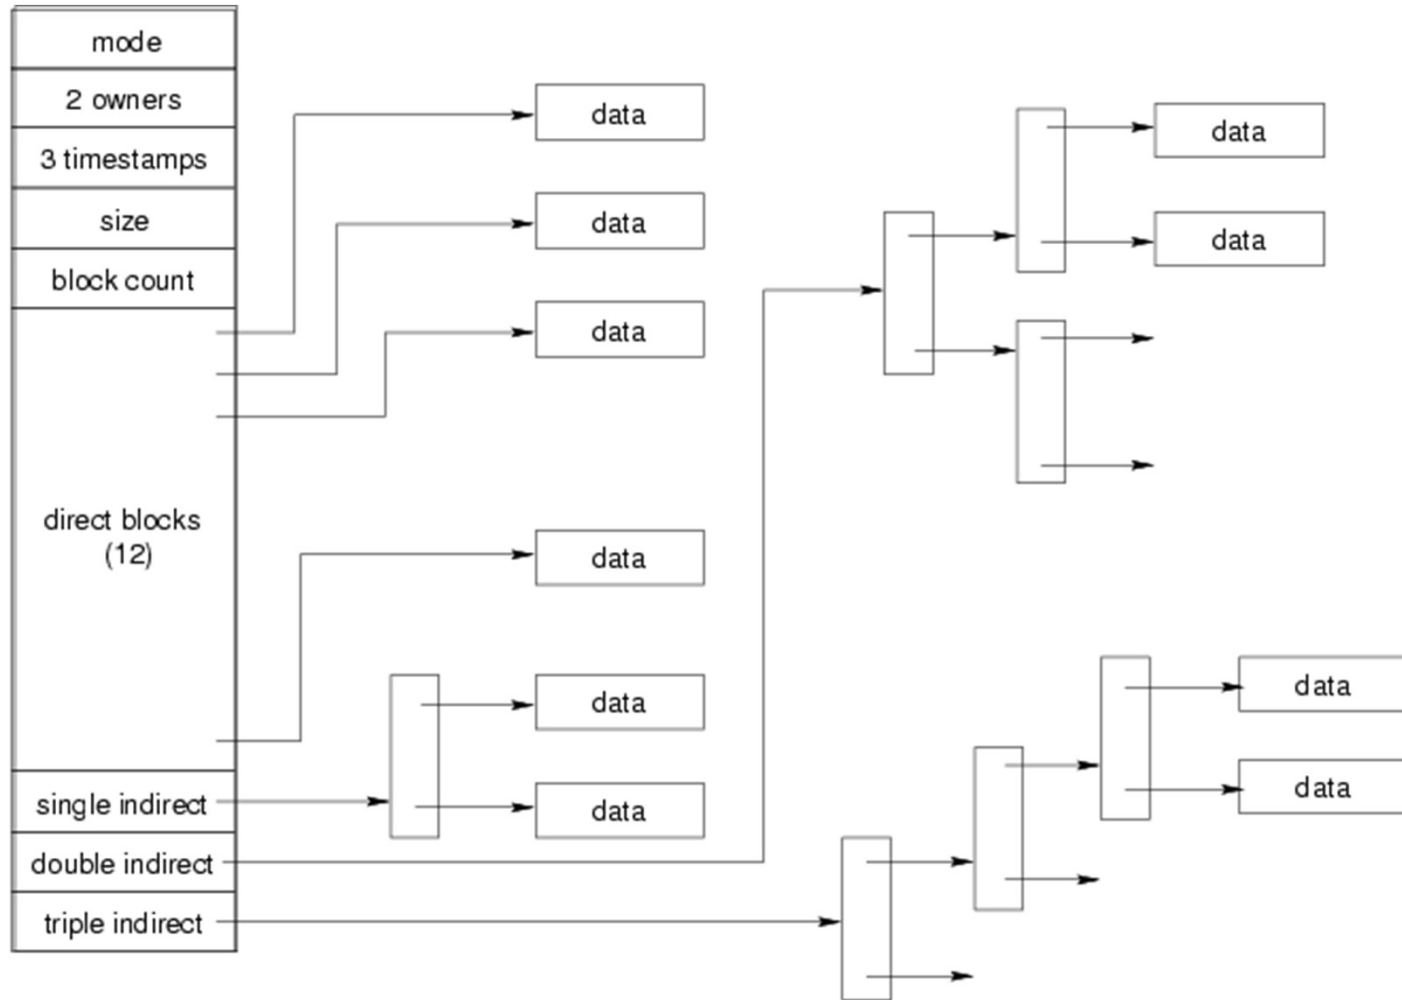 mode
2 owners
3 timestamps
size
block count
direct blocks
(12)
single indirect
double indirect
triple indirect
data
data
data
data
data
data
data
data
data
data